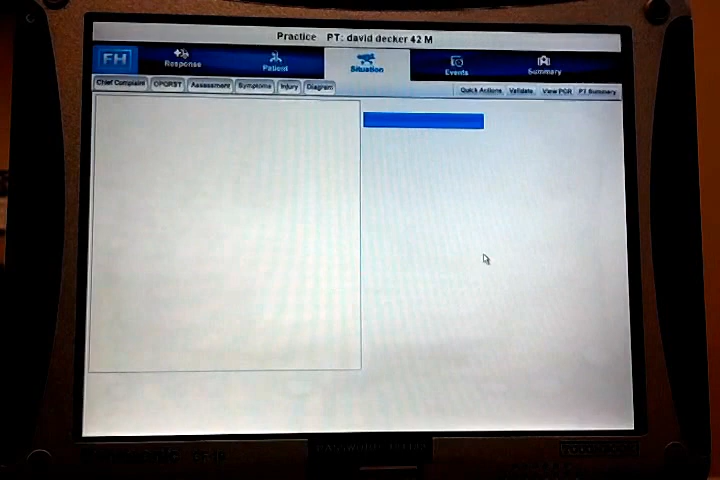 Practice PT: david decker 42 M
FH Response Patient Situation Events Summary
Chief Complaint OPQRST Assessment Symptoms Injury Diagram Quick Actions Validate View PCR PT Summary